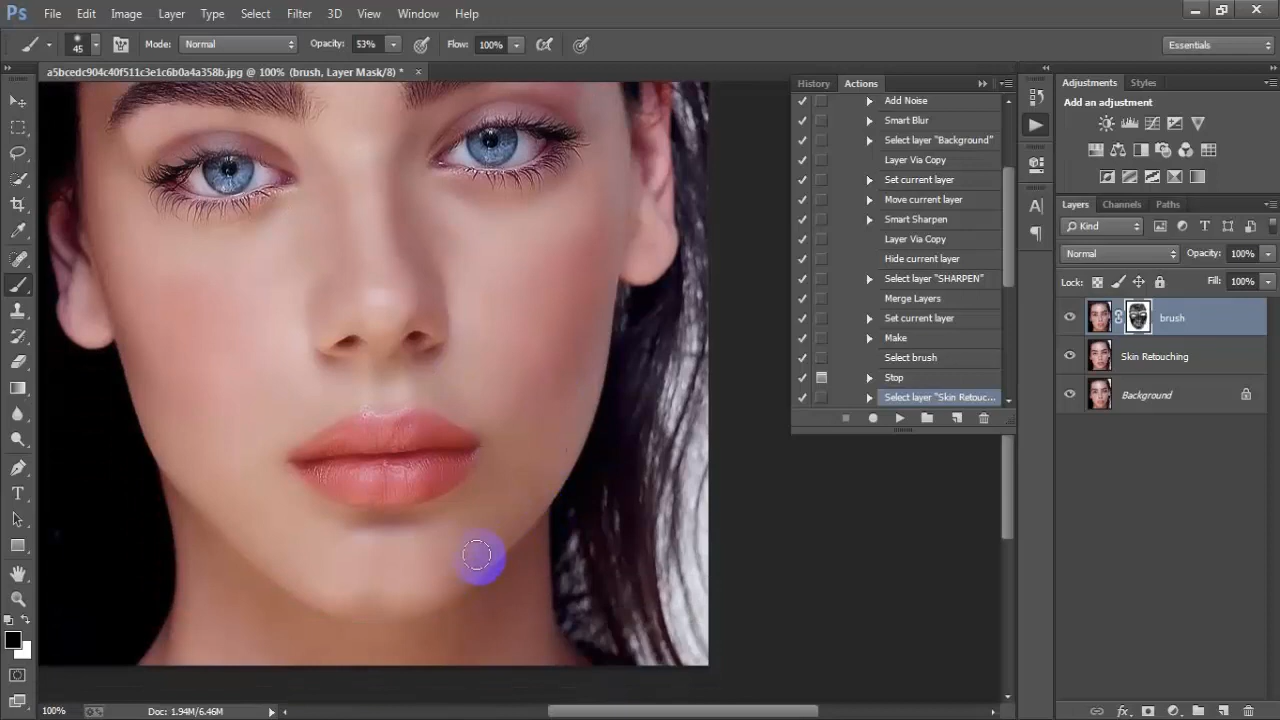 Ps File Edit Image Layer Type Select Filter 3D View Window Help
45 Mode: Normal Opacity: 53% Flow: 100% Essentials
a5bcedc904c40f511c3e1c6b0a4a358b.jpg @ 100% (brush, Layer Mask/8) *
History Actions
Add Noise
Smart Blur
Select layer "Background"
Layer Via Copy
Set current layer
Move current layer
Smart Sharpen
Layer Via Copy
Hide current layer
Select layer "SHARPEN"
Merge Layers
Set current layer
Make
Select brush
Stop
Select layer "Skin Retouc...
Adjustments Styles
Add an adjustment
Layers Channels Paths
Kind
Normal Opacity: 100%
Lock: Fill: 100%
brush
Skin Retouching
Background
100% Doc: 1.94M/6.46M